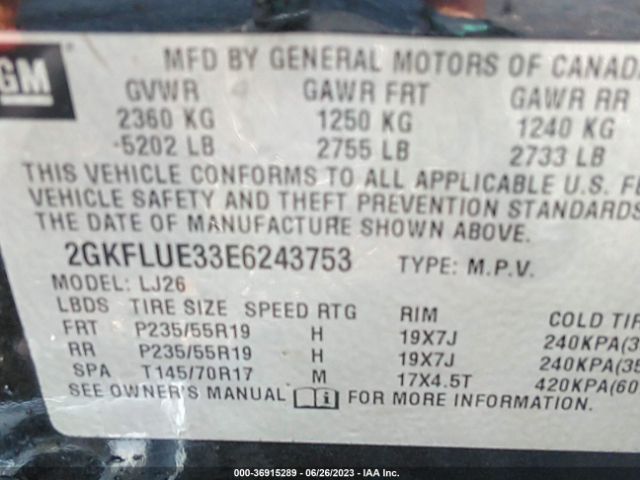 GM
MFD BY GENERAL MOTORS OF CANADA
GVWR GAWR FRT GAWR RR
2360 KG 1250 KG 1240 KG
5202 LB 2755 LB 2733 LB
THIS VEHICLE CONFORMS TO ALL APPLICABLE U.S.
VEHICLE SAFETY AND THEFT PREVENTION STANDARDS
THE DATE OF MANUFACTURE SHOWN ABOVE.
2GKFLUE33E6243753 TYPE: M.P.V.
MODEL: LJ26
LBDS TIRE SIZE SPEED RTG RIM COLD TIR
FRT P235/55R19 H 19X7J 240KPA(3
RR P235/55R19 H 19X7J 240KPA(35
SPA T145/70R17 M 17X4.5T 420KPA(60
SEE OWNER'S MANUAL FOR MORE INFORMATION.
000-36915289 - 06/26/2023 - IAA Inc.